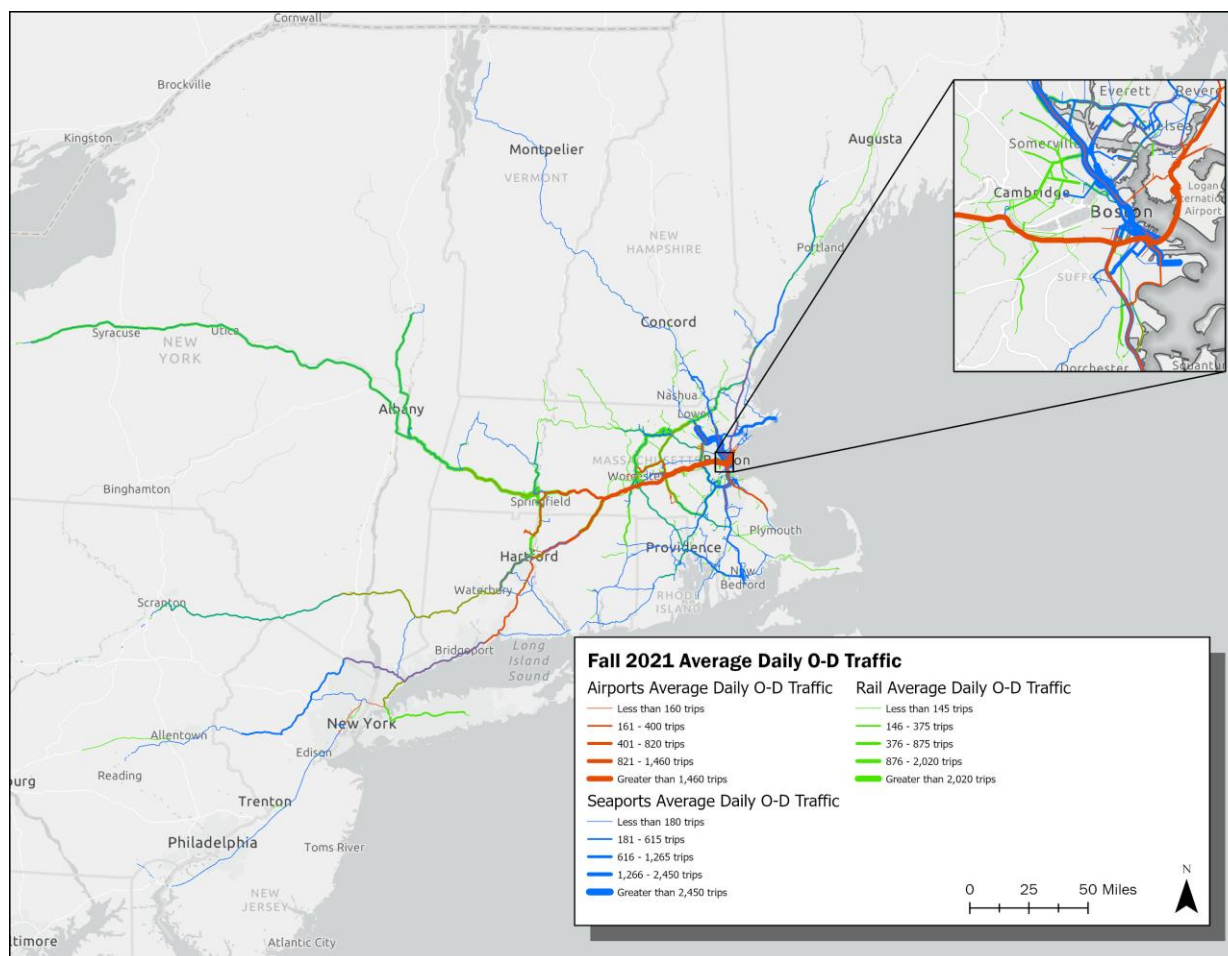 Cornwall
Brockville
Kingston
Augusta
Montpelier
VERMONT
NEW
HAMPSHIRE
Portland
Syracuse
Utica
NEW
YORK
Concord
Albany
Nashua
Lowell
MASSACHUSETTS
Worcester
Binghamton
Springfield
Plymouth
Hartford
Providence
New
Bedford
Waterbury
RHODE
ISLAND
Scranton
Bridgeport
Long
Island
Sound
New York
Allentown
Edison
Reading
Trenton
Philadelphia
Toms River
NEW
JERSEY
Atlantic City
Everett
Revere
Chelsea
Somerville
Cambridge
Logan
Airport
Boston
SUFFO
Dorchester
Squantum
Fall 2021 Average Daily O-D Traffic
Airports Average Daily O-D Traffic
Less than 160 trips
161 - 400 trips
401 - 820 trips
821 - 1,460 trips
Greater than 1,460 trips
Seaports Average Daily O-D Traffic
Less than 180 trips
181 - 615 trips
616 - 1,265 trips
1,266 - 2,450 trips
Greater than 2,450 trips
Rail Average Daily O-D Traffic
Less than 145 trips
146 - 375 trips
376 - 875 trips
876 - 2,020 trips
Greater than 2,020 trips
N
0 25 50 Miles